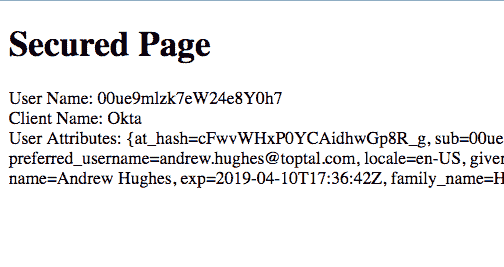 Secured Page
User Name: 00ue9mlzk7eW24e8Y0h7
Client Name: Okta
User Attributes: {at_hash=cFwvWHxP0YCAidhwGp8R_g, sub=00ue
preferred_username=andrew.hughes@toptal.com, locale=en-US, given
name=Andrew Hughes, exp=2019-04-10T17:36:42Z, family_name=H